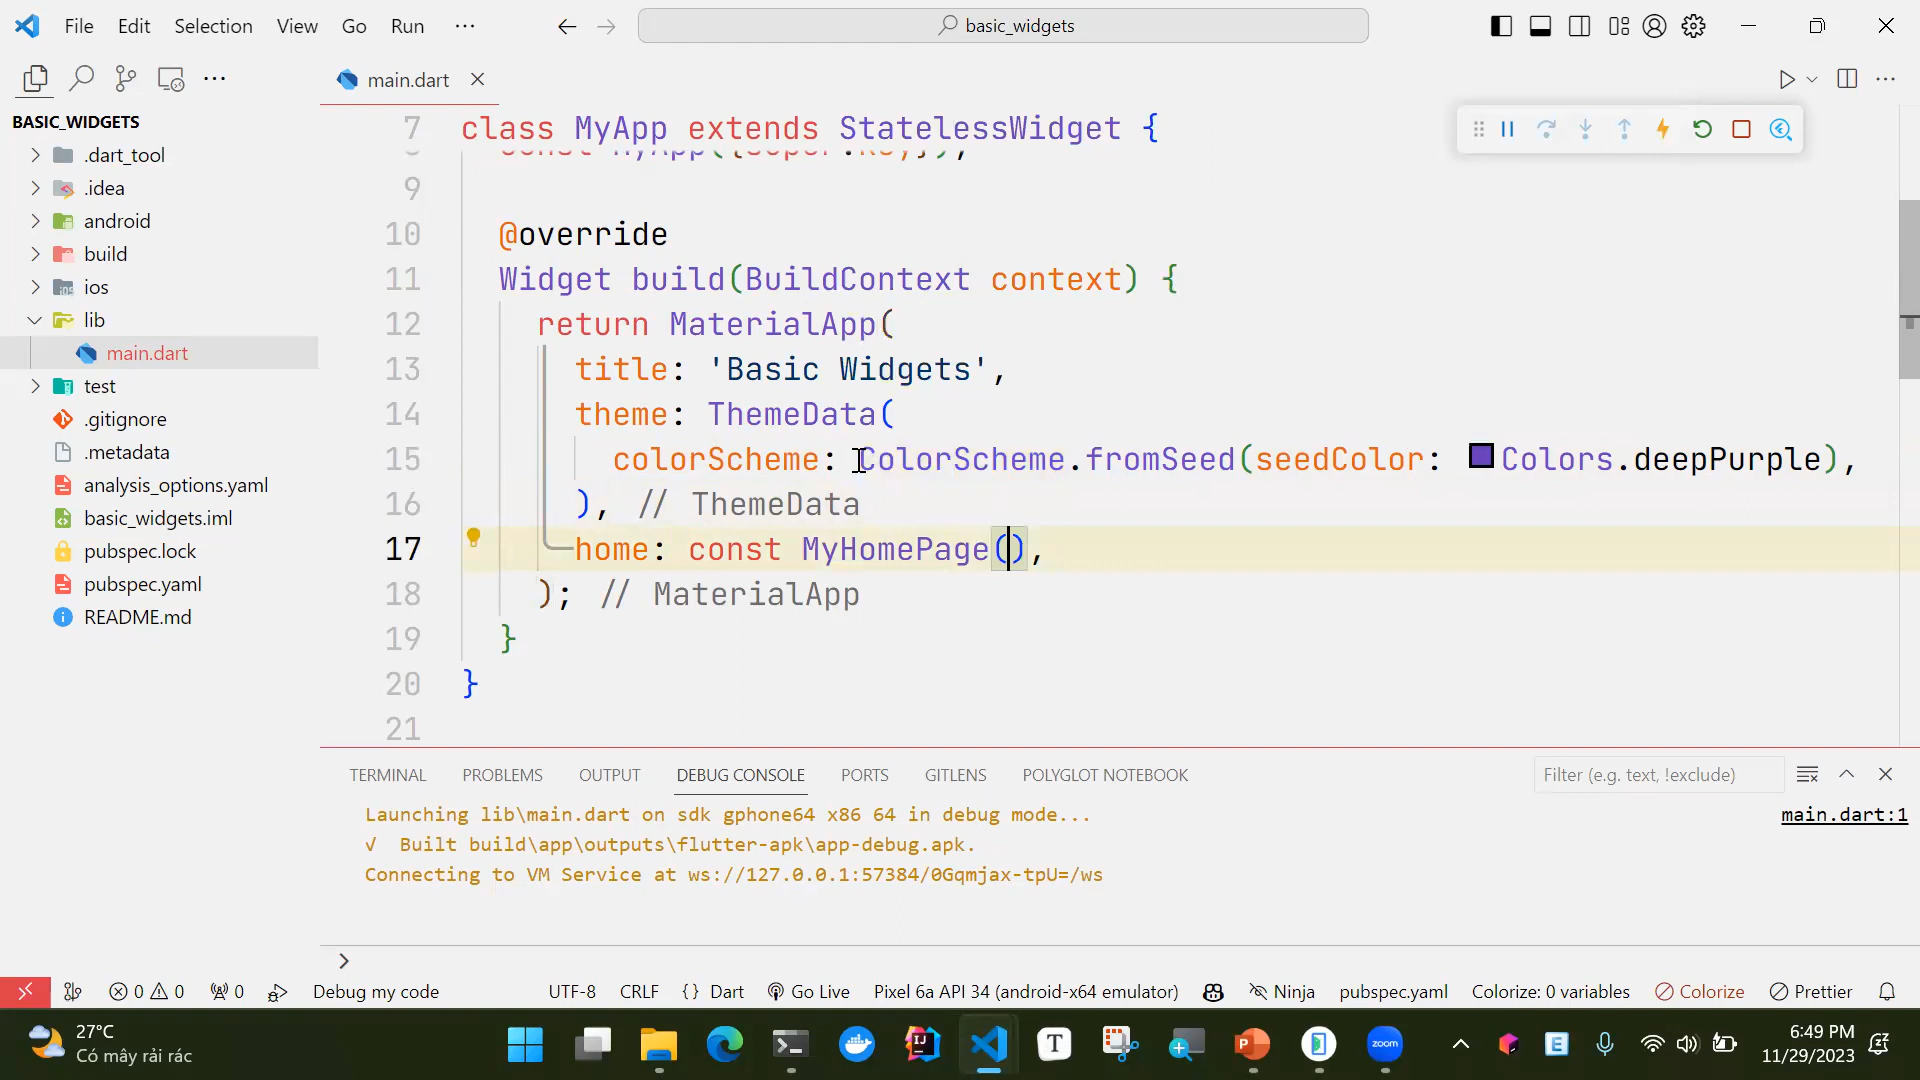 File Edit Selection View Go Run ···
basic_widgets
main.dart
BASIC_WIDGETS
.dart_tool
.idea
android
build
ios
lib
main.dart
test
.gitignore
.metadata
analysis_options.yaml
basic_widgets.iml
pubspec.lock
pubspec.yaml
README.md
7 class MyApp extends StatelessWidget {
const MyApp({super.key});
9
10 @override
11 Widget build(BuildContext context) {
12 return MaterialApp(
13 title: 'Basic Widgets',
14 theme: ThemeData(
15 colorScheme: ColorScheme.fromSeed(seedColor: Colors.deepPurple),
16 ), // ThemeData
17 home: const MyHomePage(),
18 ); // MaterialApp
19 }
20 }
21
TERMINAL PROBLEMS OUTPUT DEBUG CONSOLE PORTS GITLENS POLYGLOT NOTEBOOK Filter (e.g. text, !exclude)
Launching lib\main.dart on sdk gphone64 x86 64 in debug mode... main.dart:1
√ Built build\app\outputs\flutter-apk\app-debug.apk.
Connecting to VM Service at ws://127.0.0.1:57384/0Gqmjax-tpU=/ws
>
0 0 0 Debug my code UTF-8 CRLF {} Dart Go Live Pixel 6a API 34 (android-x64 emulator) Ninja pubspec.yaml Colorize: 0 variables Colorize Prettier
27°C
Có mây rải rác
IJ
T
zoom
E
6:49 PM
11/29/2023